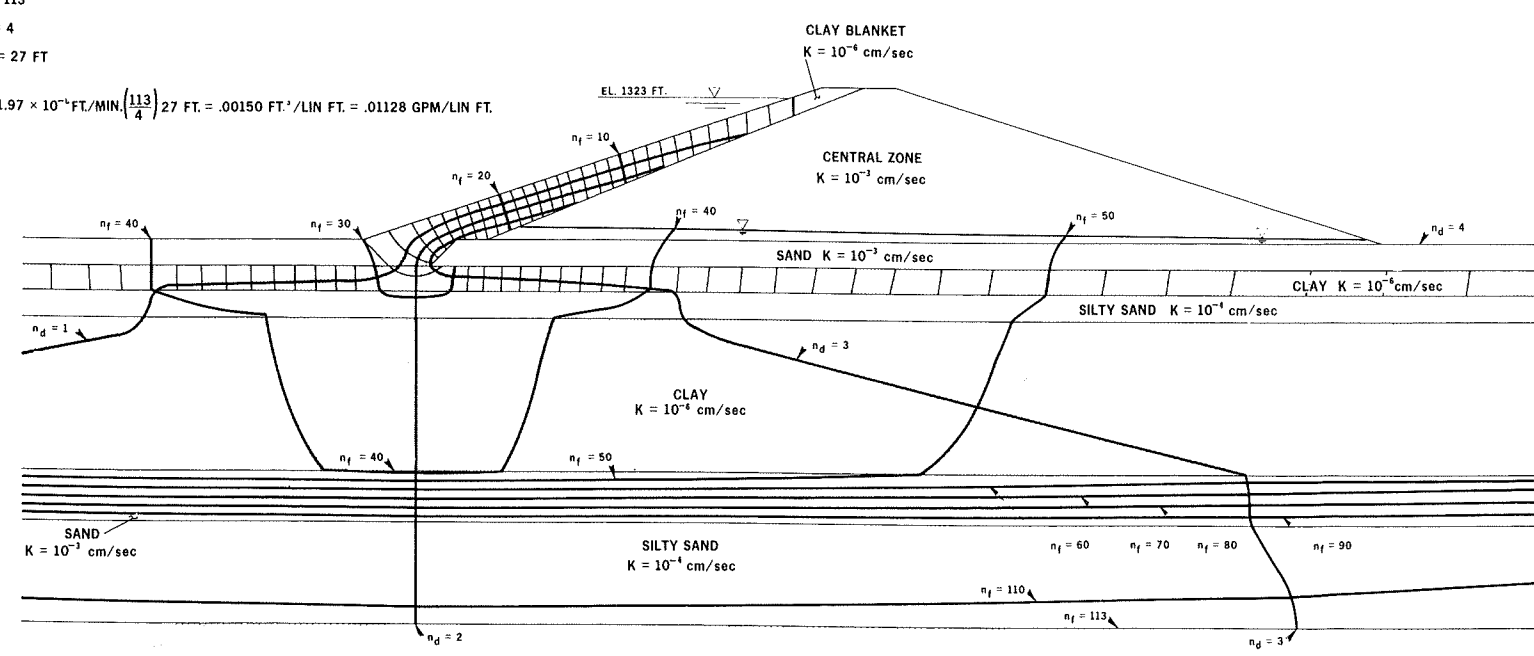 113
4
= 27 FT
1.97 × 10⁻⁶ FT./MIN. (113/4) 27 FT. = .00150 FT.³/LIN FT. = .01128 GPM/LIN FT.
CLAY BLANKET
K = 10⁻⁶ cm/sec
EL. 1323 FT.
n_f = 10
CENTRAL ZONE
K = 10⁻³ cm/sec
n_f = 20
n_f = 40
n_f = 30
n_f = 40
n_f = 50
n_d = 4
SAND K = 10⁻³ cm/sec
CLAY K = 10⁻⁶ cm/sec
SILTY SAND K = 10⁻⁴ cm/sec
n_d = 1
n_d = 3
CLAY
K = 10⁻⁶ cm/sec
n_f = 40
n_f = 50
SAND
K = 10⁻³ cm/sec
SILTY SAND
K = 10⁻⁴ cm/sec
n_f = 60
n_f = 70
n_f = 80
n_f = 90
n_f = 110
n_f = 113
n_d = 2
n_d = 3